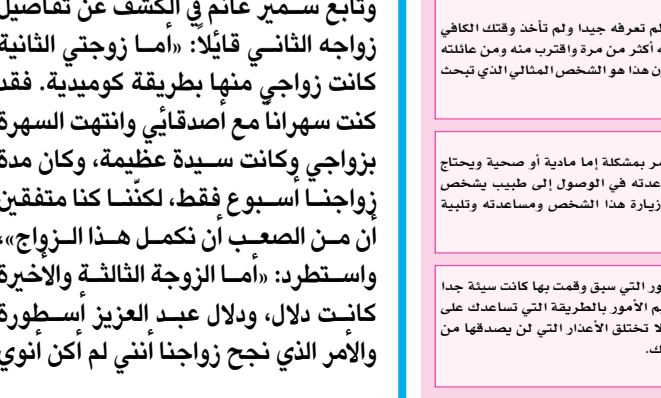 وتابع سمير غانم في الكشف عن تفاصيل
زواجه الثاني قائلاً: «أما زوجتي الثانية
كانت زواجي منها بطريقة كوميدية. فقد
كنت سهراناً مع أصدقائي وانتهت السهرة
بزواجي وكانت سيدة عظيمة، وكان مدة
زواجنا أسبوع فقط، لكنّنا كنا متفقين
أن من الصعب أن نكمل هذا الزواج»،
واستطرد: «أما الزوجة الثالثة والأخيرة
كانت دلال، ودلال عبد العزيز أسطورة
والأمر الذي نجح زواجنا أنني لم أكن أنوي
لم تعرفه جيدا ولم تأخذ وقتك الكافي
أكثر من مرة واقترب منه ومن عائلته
هذا هو الشخص المثالي الذي تبحث
بمشكلة إما مادية أو صحية ويحتاج
في الوصول إلى طبيب يشخص
زيارة هذا الشخص ومساعدته وتلبية
التي سبق وقمت بها كانت سيئة جدا
الأمور بالطريقة التي تساعدك على
لا تختلق الأعذار التي لن يصدقها من